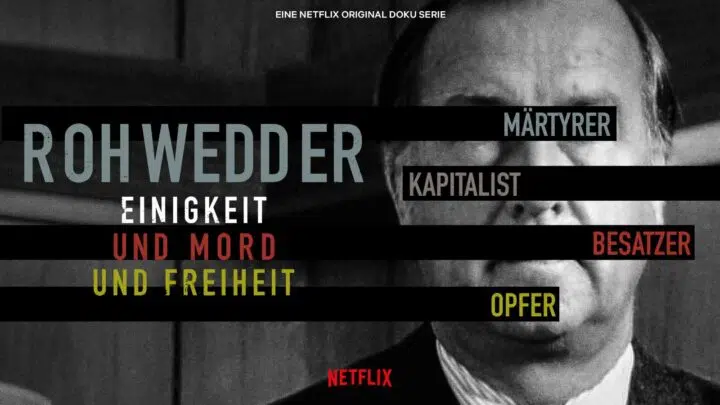 EINE NETFLIX ORIGINAL DOKU SERIE
ROHWEDDER
EINIGKEIT
UND MORD
UND FREIHEIT
MÄRTYRER
KAPITALIST
BESATZER
OPFER
NETFLIX